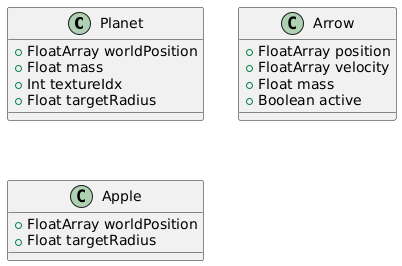 C Planet
FloatArray worldPosition
Float mass
Int textureIdx
Float targetRadius
C Arrow
FloatArray position
FloatArray velocity
Float mass
Boolean active
C Apple
FloatArray worldPosition
Float targetRadius